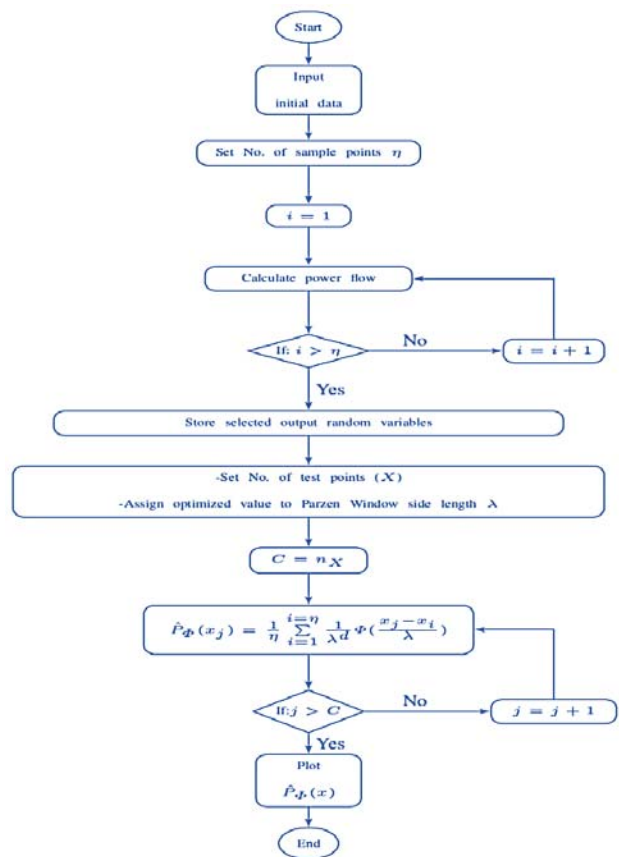 Start
Input
initial data
Set No. of sample points η
i = 1
Calculate power flow
If: i > η
No
i = i + 1
Yes
Store selected output random variables
-Set No. of test points (X)
-Assign optimized value to Parzen Window side length λ
C = n_X
P̂_Φ(x_j) = 1/η ∑_{i=1}^{i=η} 1/λ^d Φ((x_j − x_i)/λ)
If:j > C
No
j = j + 1
Yes
Plot
P̂_Φ(x)
End